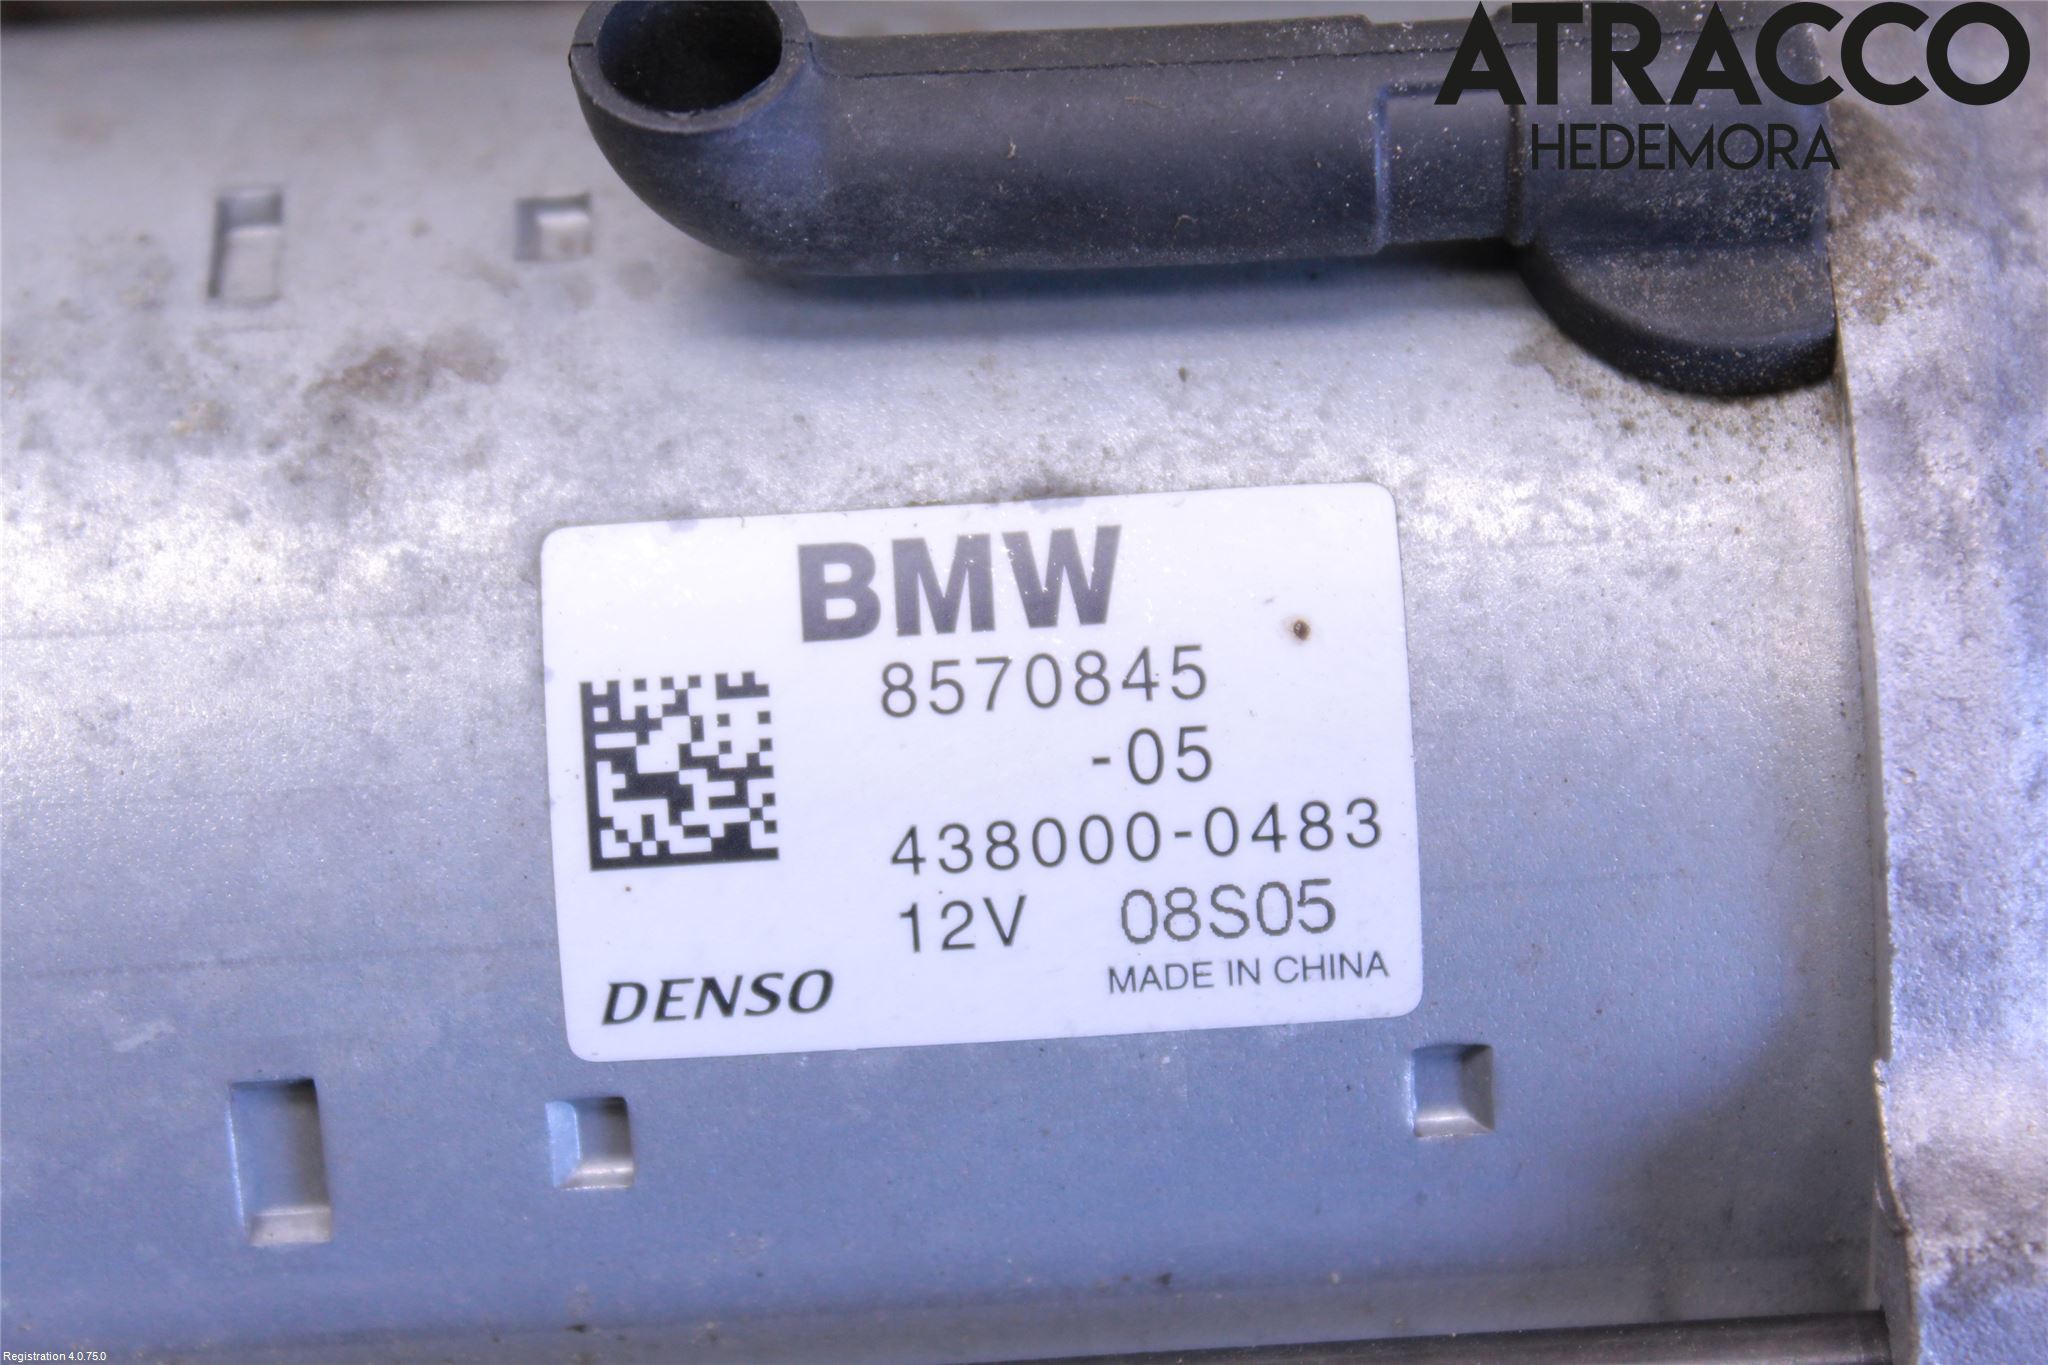 ATRACCO
HEDEMORA
BMW
8570845
-05
438000-0483
12V 08S05
MADE IN CHINA
DENSO
Registration 4.0.75.0